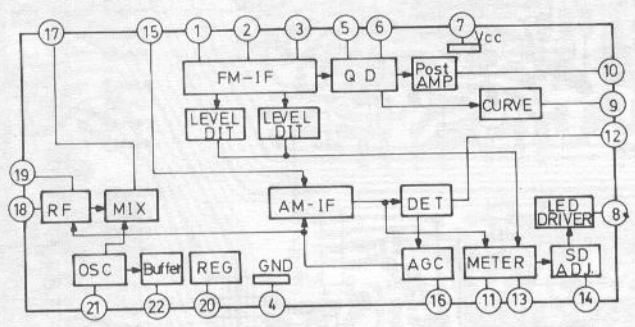 17
15
1
2
3
5
6
7
Vcc
FM-IF
QD
Post
AMP
10
CURVE
9
LEVEL
DIT
LEVEL
DIT
12
19
18
RF
MIX
AM-IF
DET
LED
DRIVER
8
OSC
Buffer
REG
GND
AGC
METER
SD
ADJ.
21
22
20
4
16
11
13
14